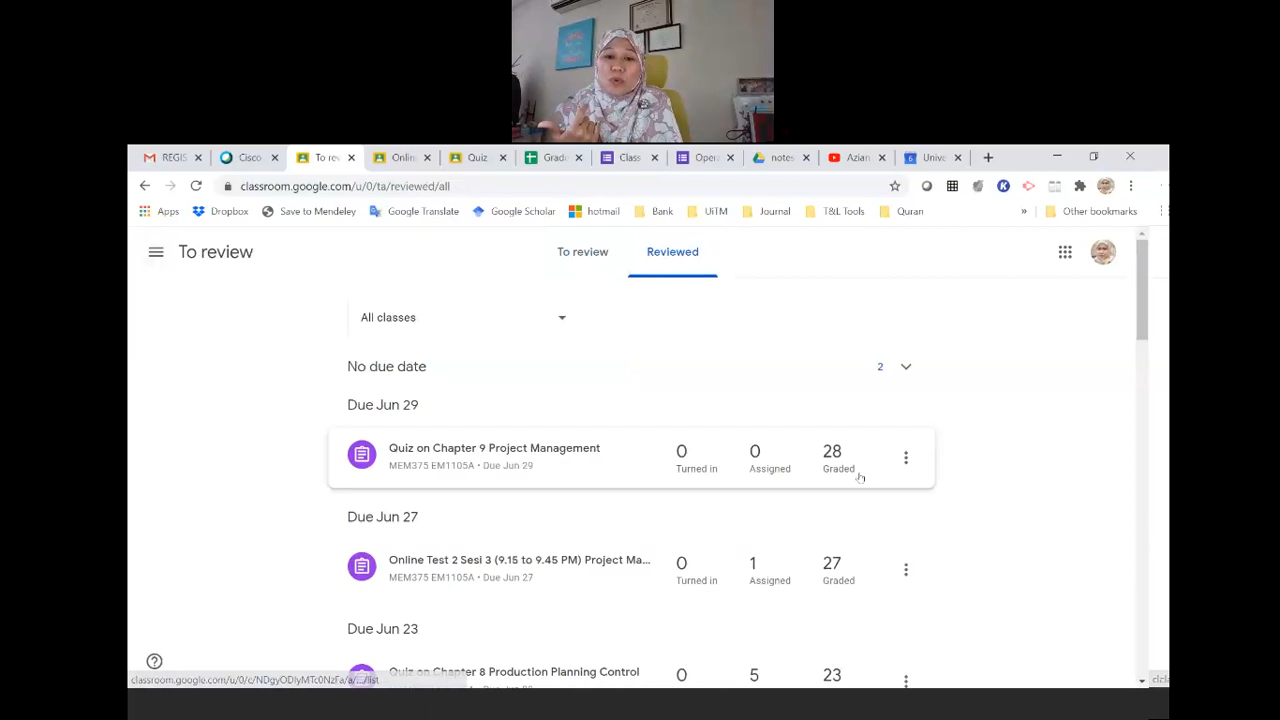 REGIS
Cisco
To rev
Onlin
Quiz
Grade
Class
Opera
notes
Azian
Unive
classroom.google.com/u/0/ta/reviewed/all
Apps
Dropbox
Save to Mendeley
Google Translate
Google Scholar
hotmail
Bank
UiTM
Journal
T&L Tools
Quran
»
Other bookmarks
To review
To review
Reviewed
All classes
No due date
2
Due Jun 29
Quiz on Chapter 9 Project Management
MEM375 EM1105A • Due Jun 29
0
Turned in
0
Assigned
28
Graded
Due Jun 27
Online Test 2 Sesi 3 (9.15 to 9.45 PM) Project Ma...
MEM375 EM1105A • Due Jun 27
0
Turned in
1
Assigned
27
Graded
Due Jun 23
Quiz on Chapter 8 Production Planning Control
0
5
23